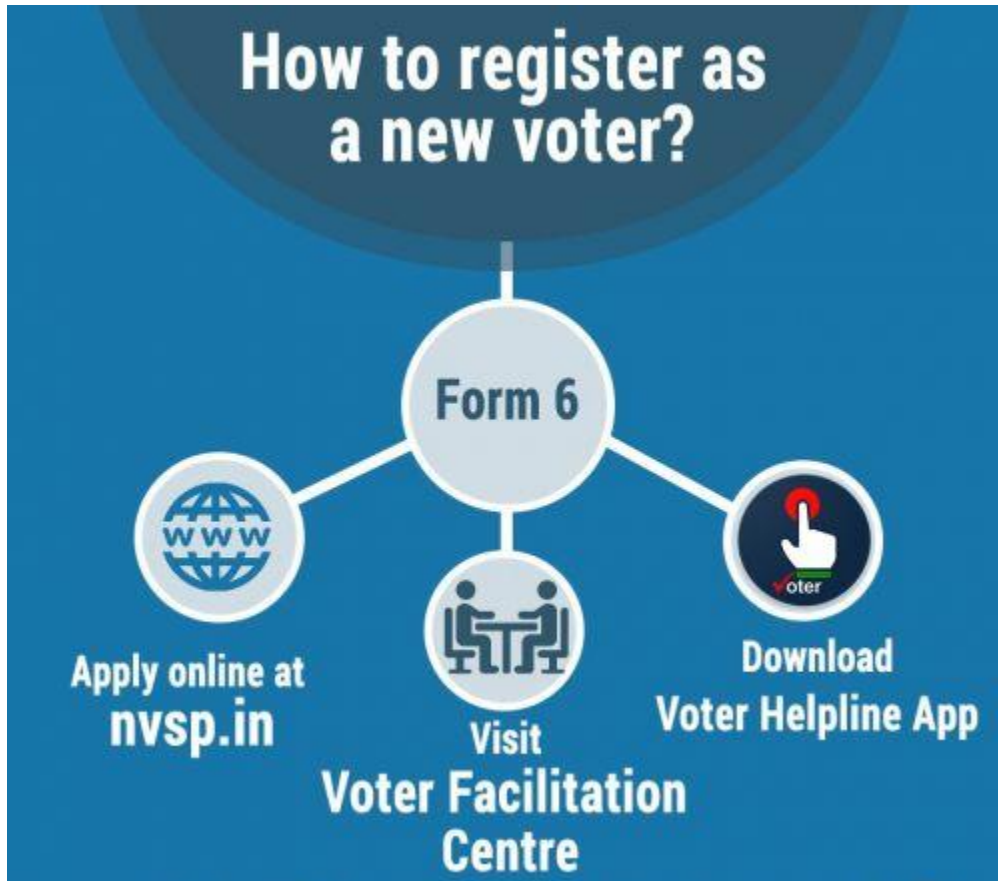 How to register as
a new voter?
Form 6
www
Apply online at
nvsp.in
Visit
Voter Facilitation
Centre
oter
Download
Voter Helpline App